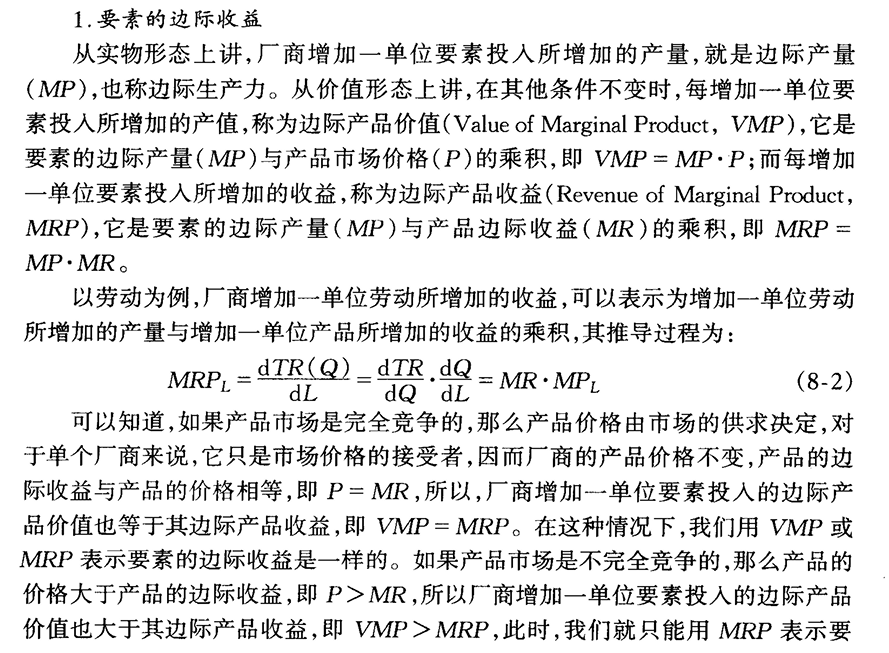 1.要素的边际收益
从实物形态上讲,厂商增加一单位要素投入所增加的产量,就是边际产量
(MP),也称边际生产力。从价值形态上讲,在其他条件不变时,每增加一单位要
素投入所增加的产值,称为边际产品价值(Value of Marginal Product, VMP),它是
要素的边际产量(MP)与产品市场价格(P)的乘积,即 VMP=MP·P;而每增加
一单位要素投入所增加的收益,称为边际产品收益(Revenue of Marginal Product,
MRP),它是要素的边际产量(MP)与产品边际收益(MR)的乘积,即 MRP=
MP·MR。
以劳动为例,厂商增加一单位劳动所增加的收益,可以表示为增加一单位劳动
所增加的产量与增加一单位产品所增加的收益的乘积,其推导过程为:
MRP_L = dTR(Q)/dL = dTR/dQ · dQ/dL = MR·MP_L (8-2)
可以知道,如果产品市场是完全竞争的,那么产品价格由市场的供求决定,对
于单个厂商来说,它只是市场价格的接受者,因而厂商的产品价格不变,产品的边
际收益与产品的价格相等,即 P=MR,所以,厂商增加一单位要素投入的边际产
品价值也等于其边际产品收益,即 VMP=MRP。在这种情况下,我们用 VMP 或
MRP 表示要素的边际收益是一样的。如果产品市场是不完全竞争的,那么产品的
价格大于产品的边际收益,即 P>MR,所以厂商增加一单位要素投入的边际产品
价值也大于其边际产品收益,即 VMP>MRP,此时,我们就只能用 MRP 表示要